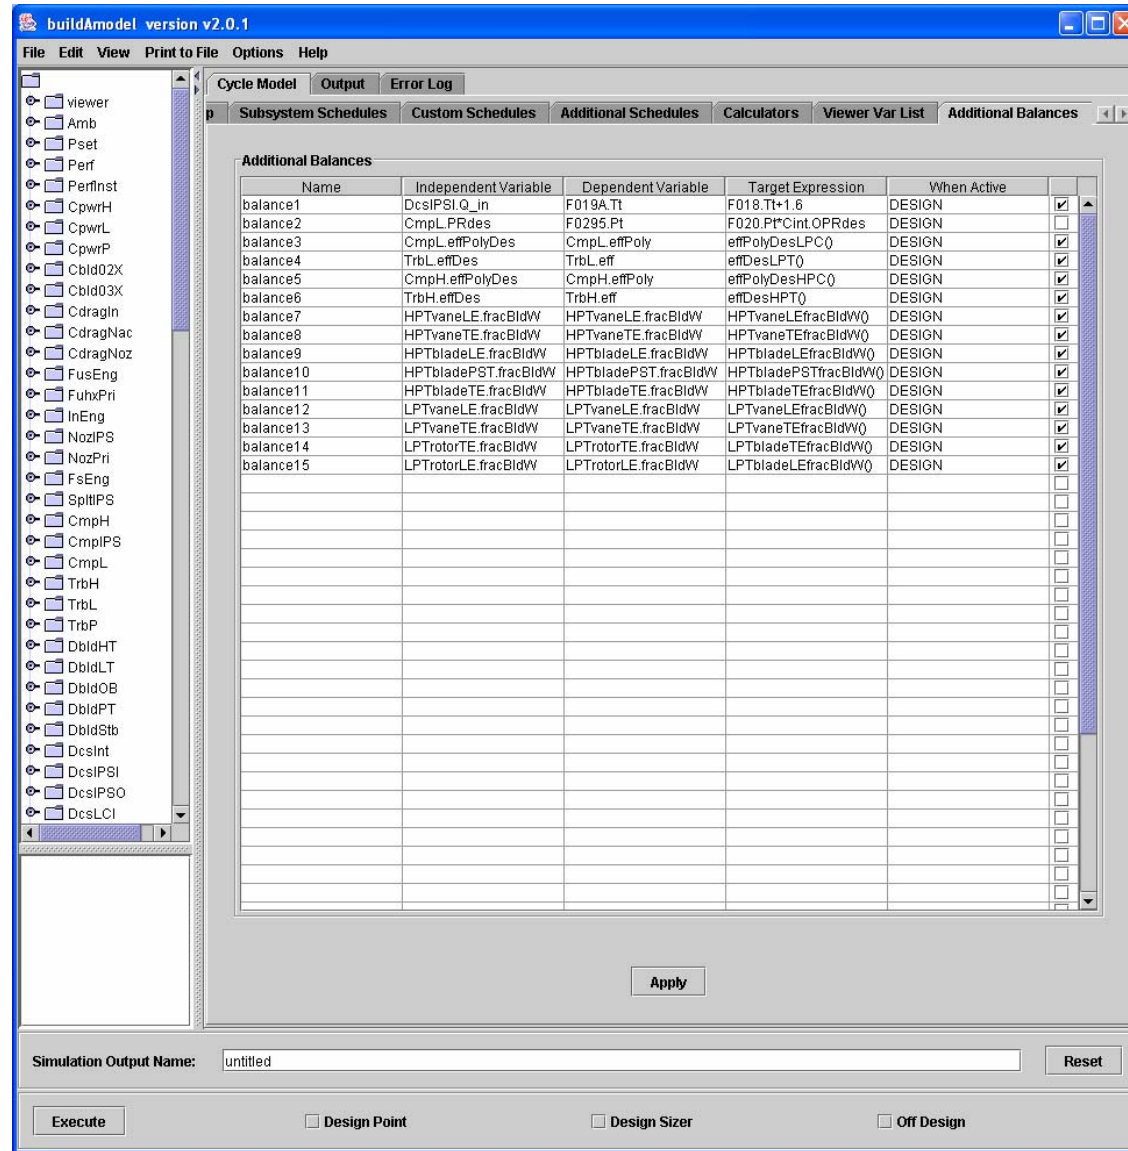 buildAmodel version v2.0.1
File Edit View Print to File Options Help
viewer
Amb
Pset
Perf
PerfInst
CpwrH
CpwrL
CpwrP
Cbld02X
Cbld03X
CdragIn
CdragNac
CdragNoz
FusEng
FuhxPri
InEng
NozIPS
NozPri
FsEng
SpltIPS
CmpH
CmpIPS
CmpL
TrbH
TrbL
TrbP
DbldHT
DbldLT
DbldOB
DbldPT
DbldStb
DcsInt
DcsIPSI
DcsIPSO
DcsLCI
Cycle Model Output Error Log
p Subsystem Schedules Custom Schedules Additional Schedules Calculators Viewer Var List Additional Balances
Additional Balances
Name Independent Variable Dependent Variable Target Expression When Active
balance1 DcsIPSI.Q_in F019A.Tt F018.Tt+1.6 DESIGN
balance2 CmpL.PRdes F0295.Pt F020.Pt*Cint.OPRdes DESIGN
balance3 CmpL.effPolyDes CmpL.effPoly effPolyDesLPC() DESIGN
balance4 TrbL.effDes TrbL.eff effDesLPT() DESIGN
balance5 CmpH.effPolyDes CmpH.effPoly effPolyDesHPC() DESIGN
balance6 TrbH.effDes TrbH.eff effDesHPT() DESIGN
balance7 HPTvaneLE.fracBldW HPTvaneLE.fracBldW HPTvaneLEfracBldW() DESIGN
balance8 HPTvaneTE.fracBldW HPTvaneTE.fracBldW HPTvaneTEfracBldW() DESIGN
balance9 HPTbladeLE.fracBldW HPTbladeLE.fracBldW HPTbladeLEfracBldW() DESIGN
balance10 HPTbladePST.fracBldW HPTbladePST.fracBldW HPTbladePSTfracBldW() DESIGN
balance11 HPTbladeTE.fracBldW HPTbladeTE.fracBldW HPTbladeTEfracBldW() DESIGN
balance12 LPTvaneLE.fracBldW LPTvaneLE.fracBldW LPTvaneLEfracBldW() DESIGN
balance13 LPTvaneTE.fracBldW LPTvaneTE.fracBldW LPTvaneTEfracBldW() DESIGN
balance14 LPTrotorTE.fracBldW LPTrotorTE.fracBldW LPTbladeTEfracBldW() DESIGN
balance15 LPTrotorLE.fracBldW LPTrotorLE.fracBldW LPTbladeLEfracBldW() DESIGN
Apply
Simulation Output Name: untitled Reset
Execute Design Point Design Sizer Off Design